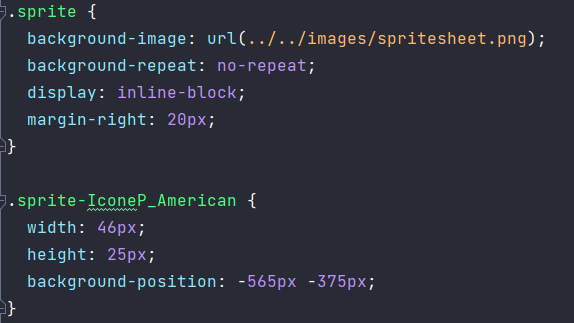 .sprite {
  background-image: url(../../images/spritesheet.png);
  background-repeat: no-repeat;
  display: inline-block;
  margin-right: 20px;
}

.sprite-IconeP_American {
  width: 46px;
  height: 25px;
  background-position: -565px -375px;
}